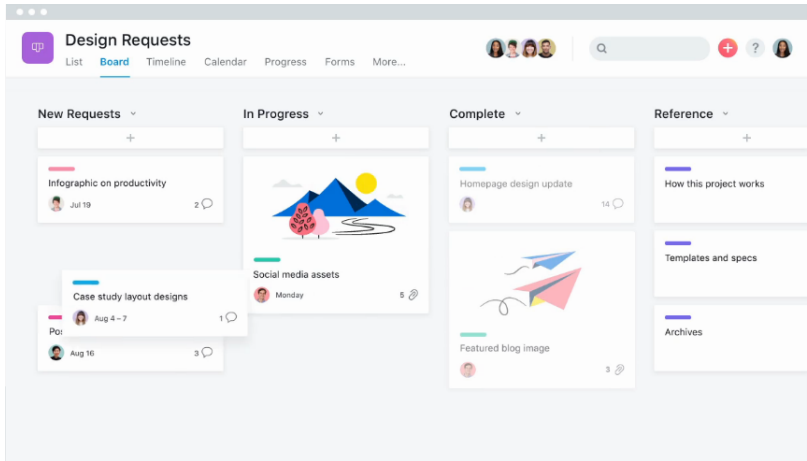 Design Requests
List Board Timeline Calendar Progress Forms More...
?
New Requests
In Progress
Complete
Reference
+
+
+
+
Infographic on productivity
Jul 19
2
Case study layout designs
Aug 4 – 7
1
Aug 16
3
Social media assets
Monday
5
Homepage design update
14
Featured blog image
3
How this project works
Templates and specs
Archives